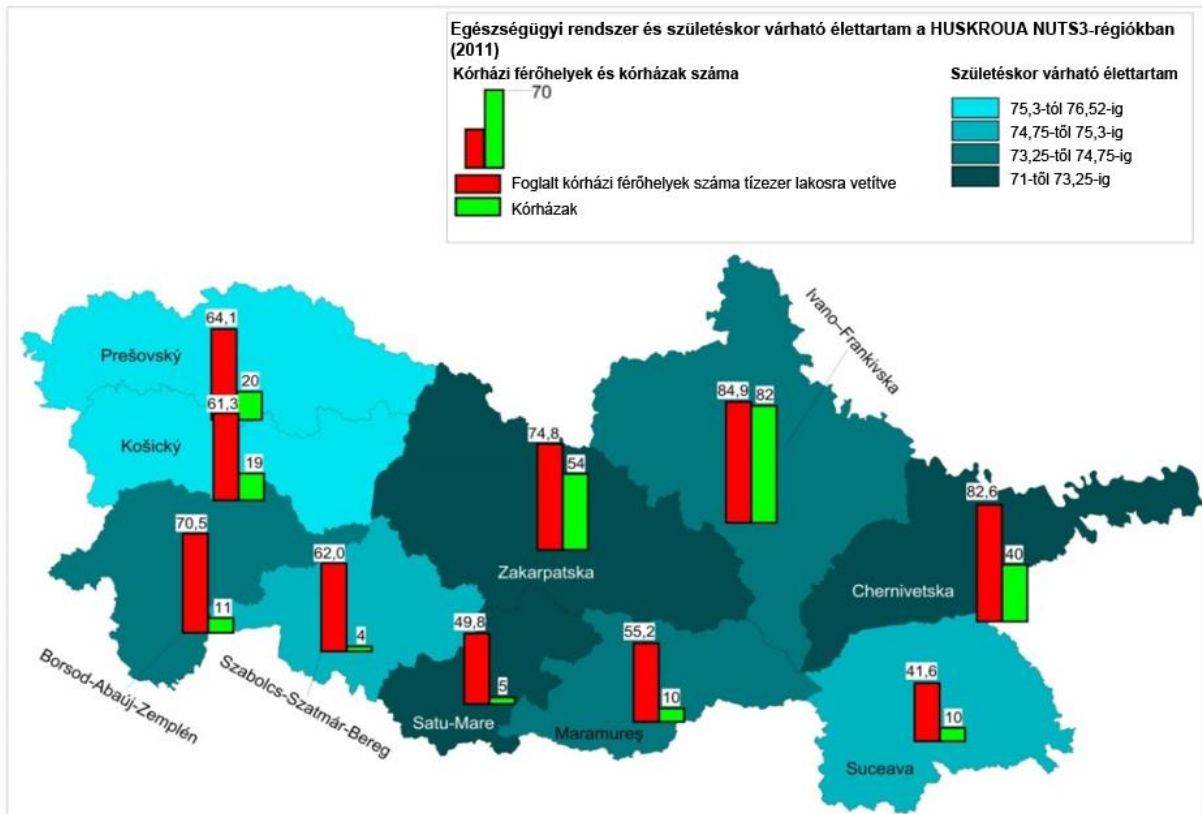 Egészségügyi rendszer és születéskor várható élettartam a HUSKROUA NUTS3-régiókban
(2011)
Kórházi férőhelyek és kórházak száma
70
Foglalt kórházi férőhelyek száma tízezer lakosra vetítve
Kórházak
Születéskor várható élettartam
75,3-tól 76,52-ig
74,75-től 75,3-ig
73,25-től 74,75-ig
71-től 73,25-ig
Prešovský
64,1
20
Košický
61,3
19
Borsod-Abaúj-Zemplén
70,5
11
Szabolcs-Szatmár-Bereg
62,0
4
Zakarpatska
74,8
54
Ivano–Frankivska
84,9
82
Chernivetska
82,6
40
Satu-Mare
49,8
5
Maramureș
55,2
10
Suceava
41,6
10